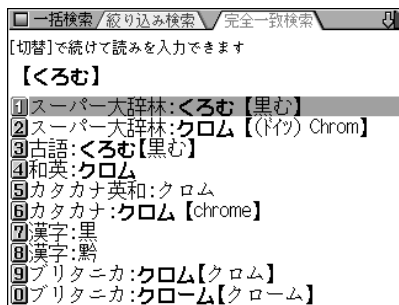 一括検索 絞り込み検索 完全一致検索
[切替]で続けて読みを入力できます
【くろむ】
1スーパー大辞林:くろむ【黒む】
2スーパー大辞林:クロム【(ドイツ) Chrom】
3古語:くろむ【黒む】
4和英:クロム
5カタカナ英和:クロム
6カタカナ:クロム【chrome】
7漢字:黒
8漢字:黔
9ブリタニカ:クロム【クロム】
0ブリタニカ:クローム【クローム】